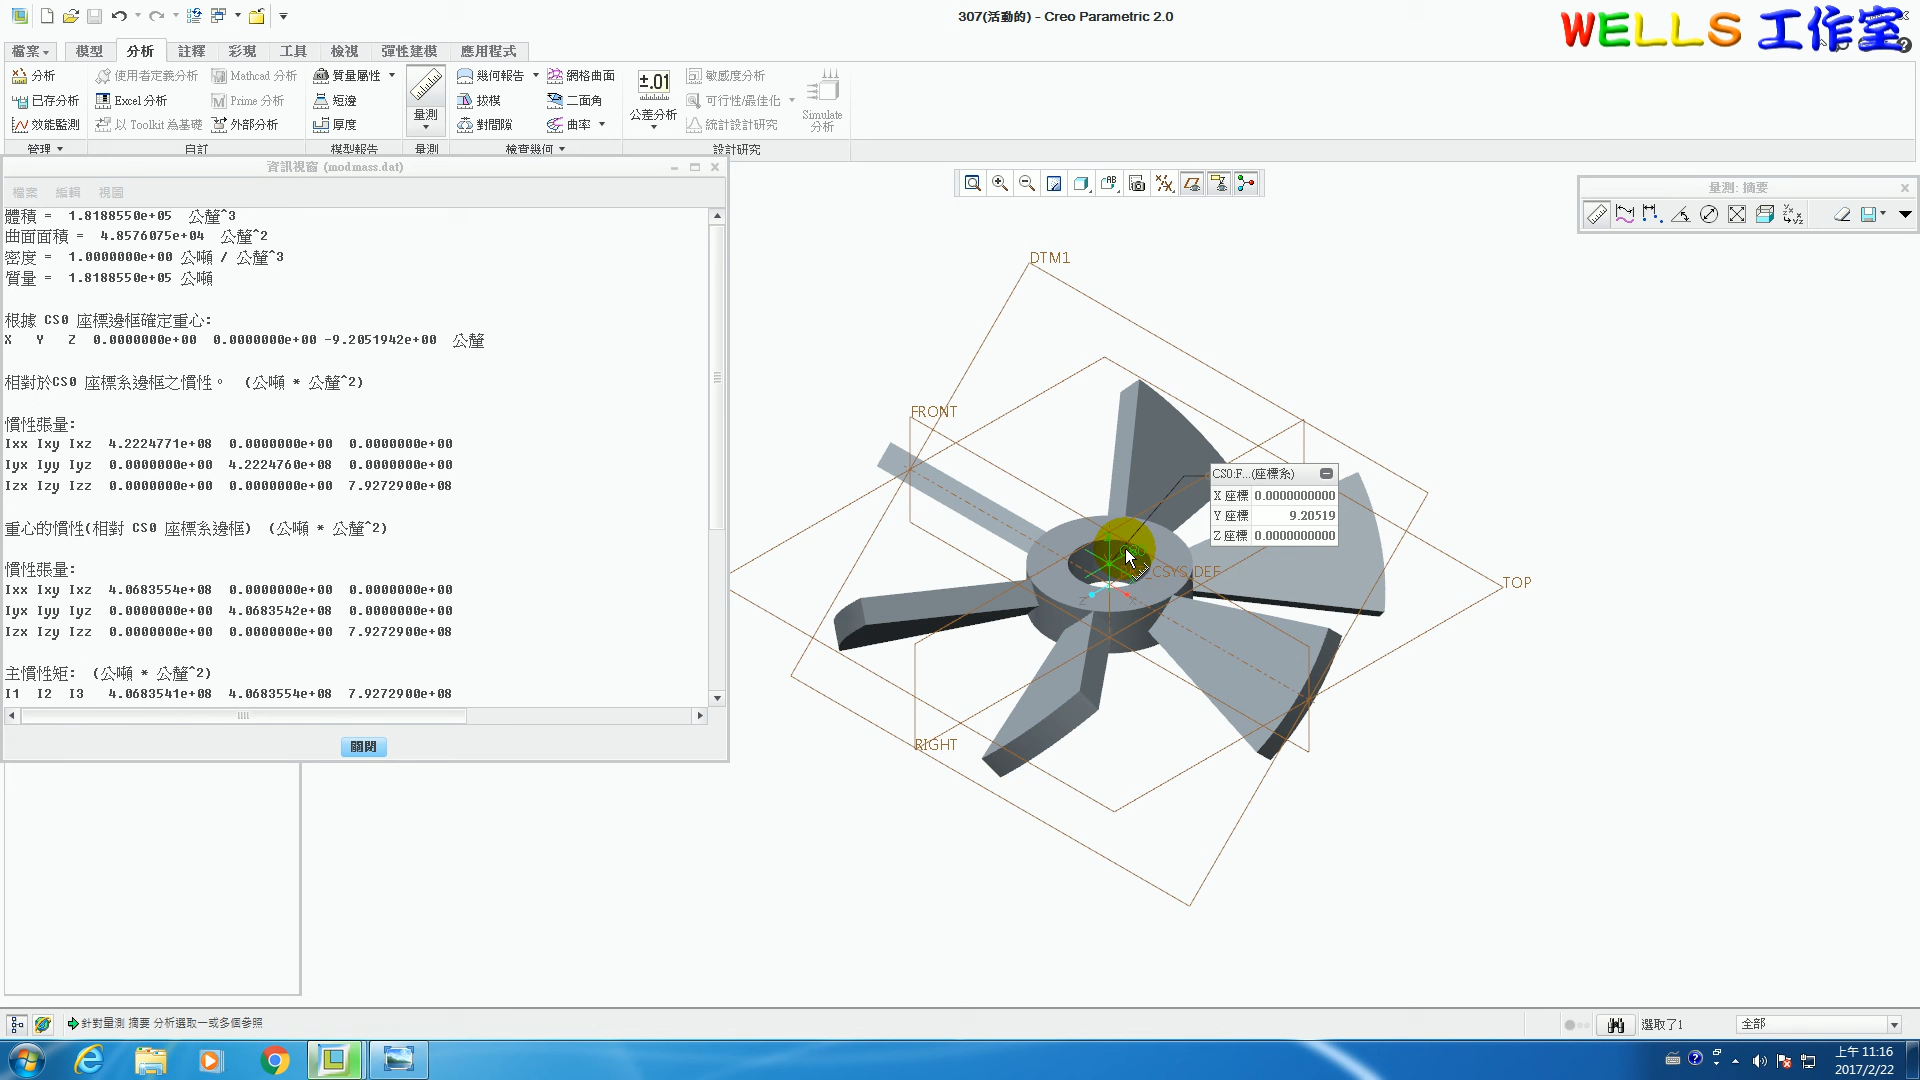 307(活動的) - Creo Parametric 2.0
WELLS 工作室
檔案 模型 分析 註釋 彩現 工具 檢視 彈性建模 應用程式
分析 使用者定義分析 Mathcad 分析 質量屬性 幾何報告 網格曲面 敏感度分析
已存分析 Excel 分析 Prime 分析 短邊 拔模 二面角 可行性/最佳化
效能監測 以 Toolkit 為基礎 外部分析 厚度 對間隙 曲率 統計設計研究
量測 ±.01 公差分析 Simulate 分析
管理 自訂 模型報告 量測 檢查幾何 設計研究
資訊視窗 (modmass.dat)
檔案 編輯 視圖
體積 = 1.8188550e+05 公釐^3
曲面面積 = 4.8576075e+04 公釐^2
密度 = 1.0000000e+00 公噸 / 公釐^3
質量 = 1.8188550e+05 公噸
根據 CS0 座標邊框確定重心:
X Y Z 0.0000000e+00 0.0000000e+00 -9.2051942e+00 公釐
相對於CS0 座標系邊框之慣性。 (公噸 * 公釐^2)
慣性張量:
Ixx Ixy Ixz 4.2224771e+08 0.0000000e+00 0.0000000e+00
Iyx Iyy Iyz 0.0000000e+00 4.2224760e+08 0.0000000e+00
Izx Izy Izz 0.0000000e+00 0.0000000e+00 7.9272900e+08
重心的慣性(相對 CS0 座標系邊框) (公噸 * 公釐^2)
慣性張量:
Ixx Ixy Ixz 4.0683554e+08 0.0000000e+00 0.0000000e+00
Iyx Iyy Iyz 0.0000000e+00 4.0683542e+08 0.0000000e+00
Izx Izy Izz 0.0000000e+00 0.0000000e+00 7.9272900e+08
主慣性矩: (公噸 * 公釐^2)
I1 I2 I3 4.0683541e+08 4.0683554e+08 7.9272900e+08
關閉
量測: 摘要
DTM1
FRONT
CS0:F...(座標系)
X 座標 0.0000000000
Y 座標 9.20519
Z 座標 0.0000000000
CSYS_DEF
TOP
Z
RIGHT
針對量測 摘要 分析選取一或多個參照
選取了1
全部
上午 11:16
2017/2/22